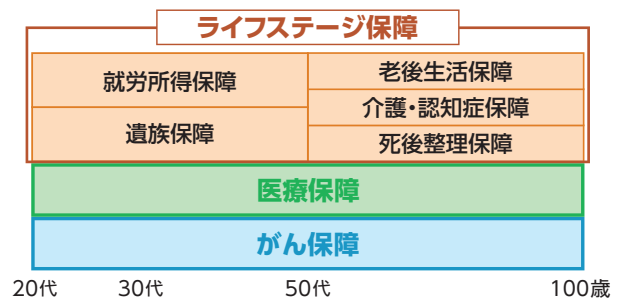 ライフステージ保障
就労所得保障
遺族保障
老後生活保障
介護・認知症保障
死後整理保障
医療保障
がん保障
20代 30代 50代 100歳